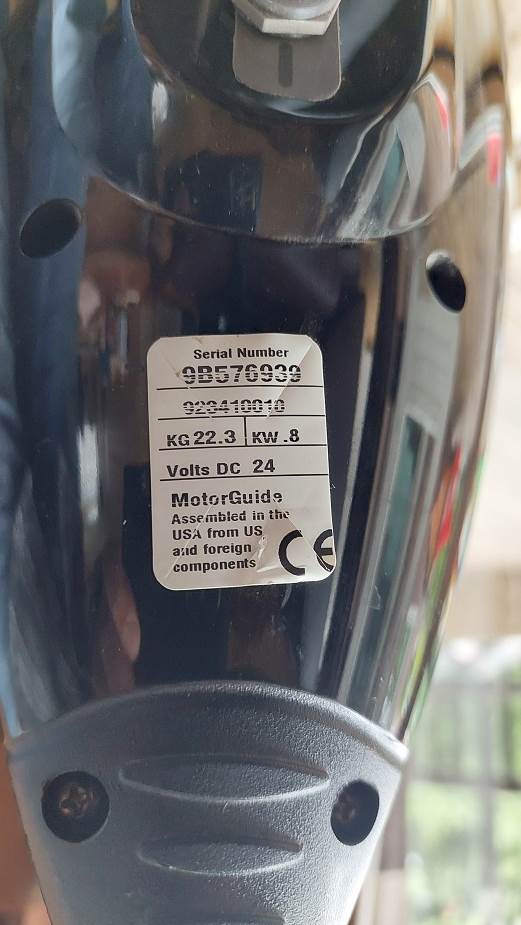 Serial Number
9B576939
923410010
KG 22.3 KW .8
Volts DC 24
MotorGuide
Assembled in the
USA from US
and foreign
components
CE